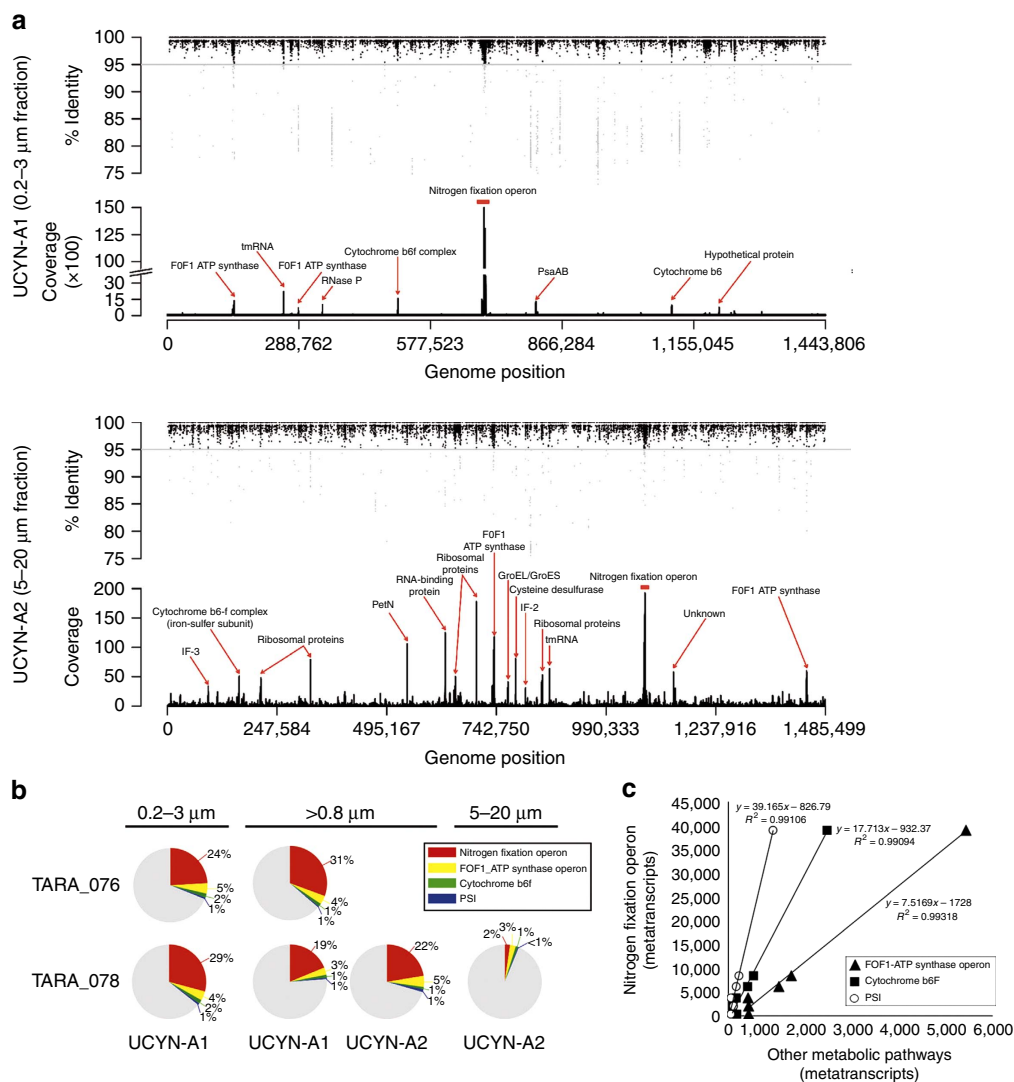 a
UCYN-A1 (0.2–3 μm fraction)
% Identity
100
95
90
85
80
75
Coverage
(×100)
150
125
100
30
15
0
Nitrogen fixation operon
F0F1 ATP synthase
tmRNA
F0F1 ATP synthase
RNase P
Cytochrome b6f complex
PsaAB
Cytochrome b6
Hypothetical protein
0 288,762 577,523 866,284 1,155,045 1,443,806
Genome position
UCYN-A2 (5–20 μm fraction)
% Identity
100
95
90
85
80
75
Coverage
200
150
100
50
0
IF-3
Cytochrome b6-f complex
(iron-sulfer subunit)
Ribosomal proteins
PetN
RNA-binding
protein
Ribosomal
proteins
F0F1
ATP synthase
GroEL/GroES
Cysteine desulfurase
IF-2
Ribosomal proteins
tmRNA
Nitrogen fixation operon
Unknown
F0F1 ATP synthase
0 247,584 495,167 742,750 990,333 1,237,916 1,485,499
Genome position
b
0.2–3 μm
>0.8 μm
5–20 μm
Nitrogen fixation operon
FOF1_ATP synthase operon
Cytochrome b6f
PSI
TARA_076
24%
5%
2%
1%
31%
4%
1%
1%
TARA_078
29%
4%
2%
1%
19%
3%
1%
1%
22%
5%
1%
1%
2%
3%
1%
<1%
UCYN-A1 UCYN-A1 UCYN-A2 UCYN-A2
c
Nitrogen fixation operon
(metatranscripts)
45,000
40,000
35,000
30,000
25,000
20,000
15,000
10,000
5,000
0
y = 39.165x – 826.79
R² = 0.99106
y = 17.713x – 932.37
R² = 0.99094
y = 7.5169x – 1728
R² = 0.99318
FOF1-ATP synthase operon
Cytochrome b6F
PSI
0 1,000 2,000 3,000 4,000 5,000 6,000
Other metabolic pathways
(metatranscripts)